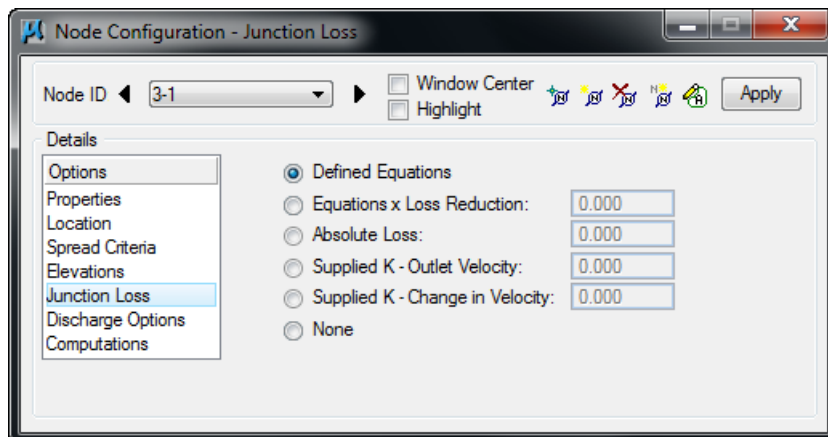 Node Configuration - Junction Loss
Node ID 3-1 Window Center Apply
Highlight
Details
Options
Properties
Location
Spread Criteria
Elevations
Junction Loss
Discharge Options
Computations
Defined Equations
Equations x Loss Reduction: 0.000
Absolute Loss: 0.000
Supplied K - Outlet Velocity: 0.000
Supplied K - Change in Velocity: 0.000
None